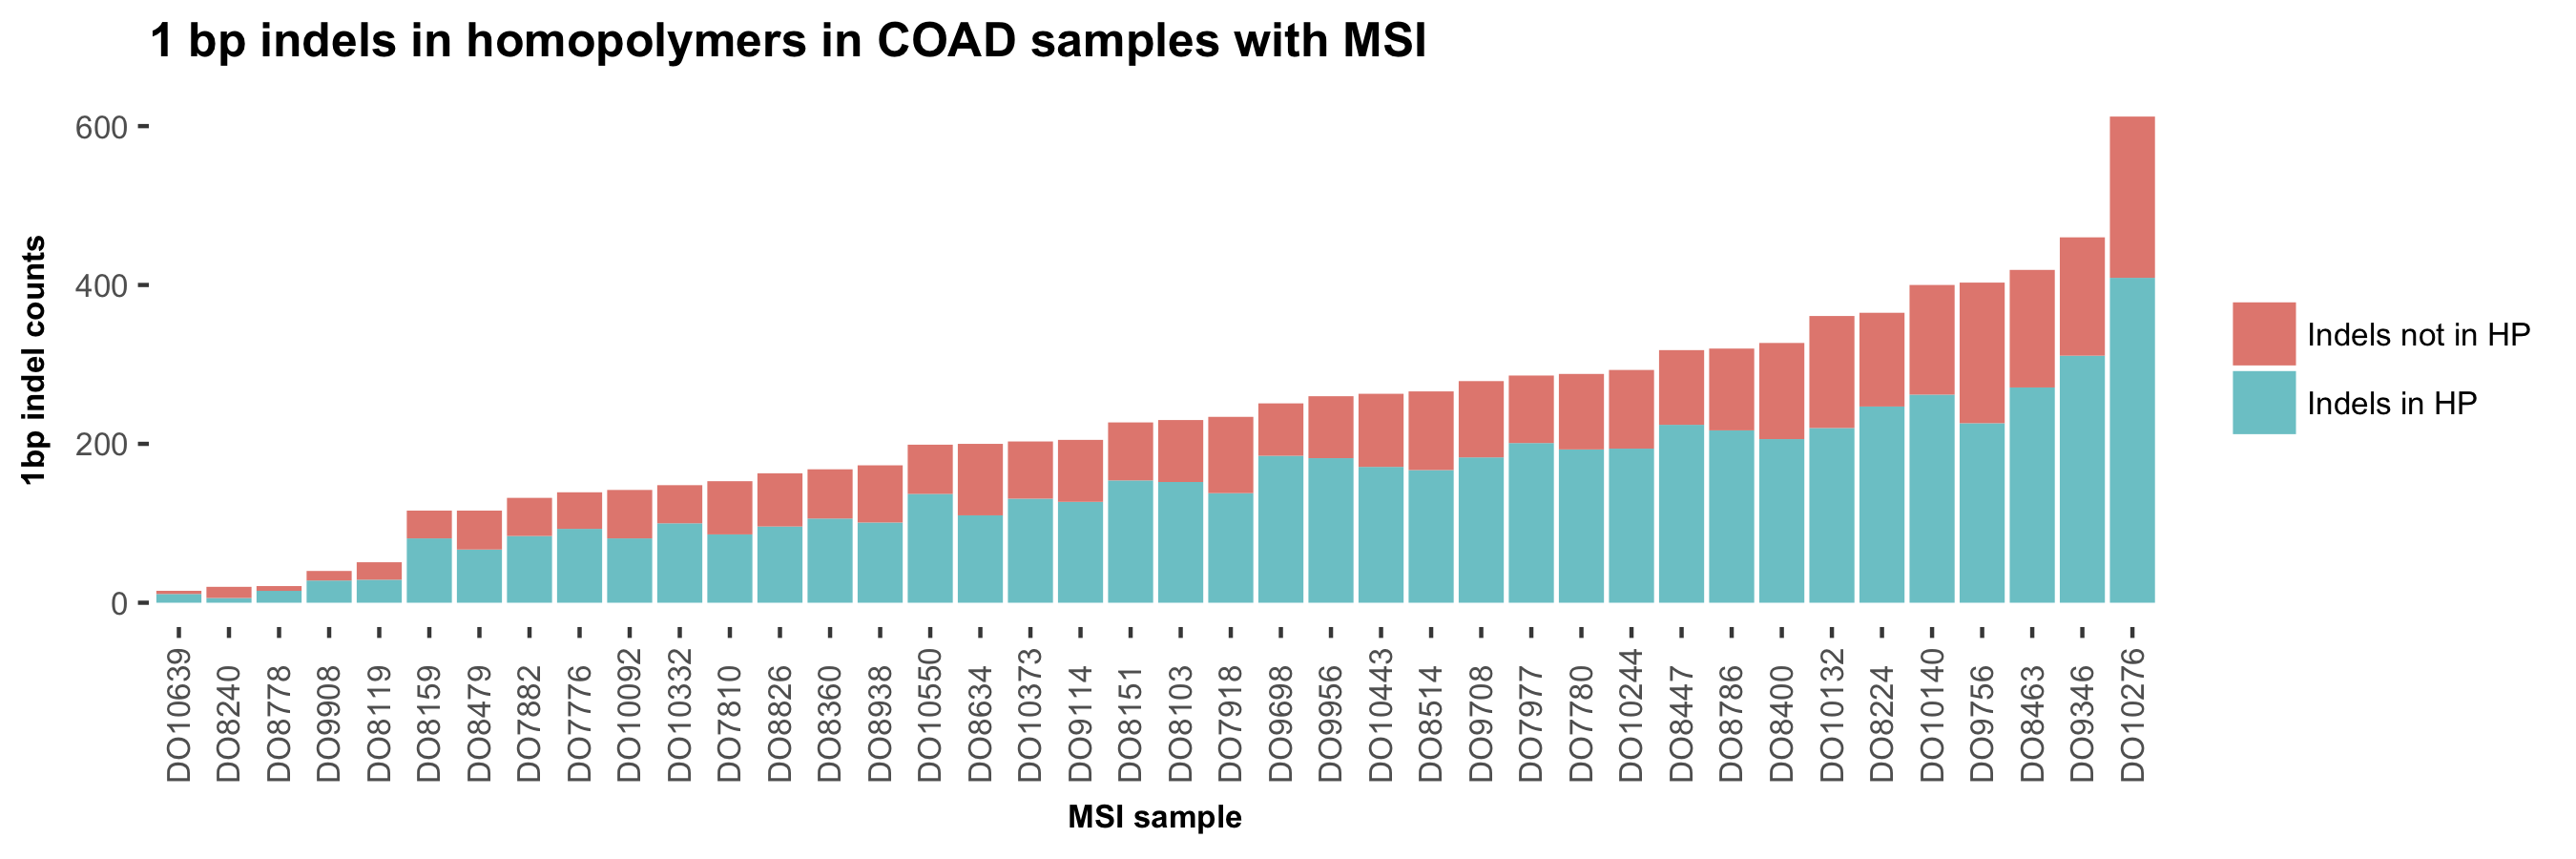 1 bp indels in homopolymers in COAD samples with MSI
1bp indel counts
600
400
200
0
Indels not in HP
Indels in HP
DO10639
DO8240
DO8778
DO9908
DO8119
DO8159
DO8479
DO7882
DO7776
DO10092
DO10332
DO7810
DO8826
DO8360
DO8938
DO10550
DO8634
DO10373
DO9114
DO8151
DO8103
DO7918
DO9698
DO9956
DO10443
DO8514
DO9708
DO7977
DO7780
DO10244
DO8447
DO8786
DO8400
DO10132
DO8224
DO10140
DO9756
DO8463
DO9346
DO10276
MSI sample